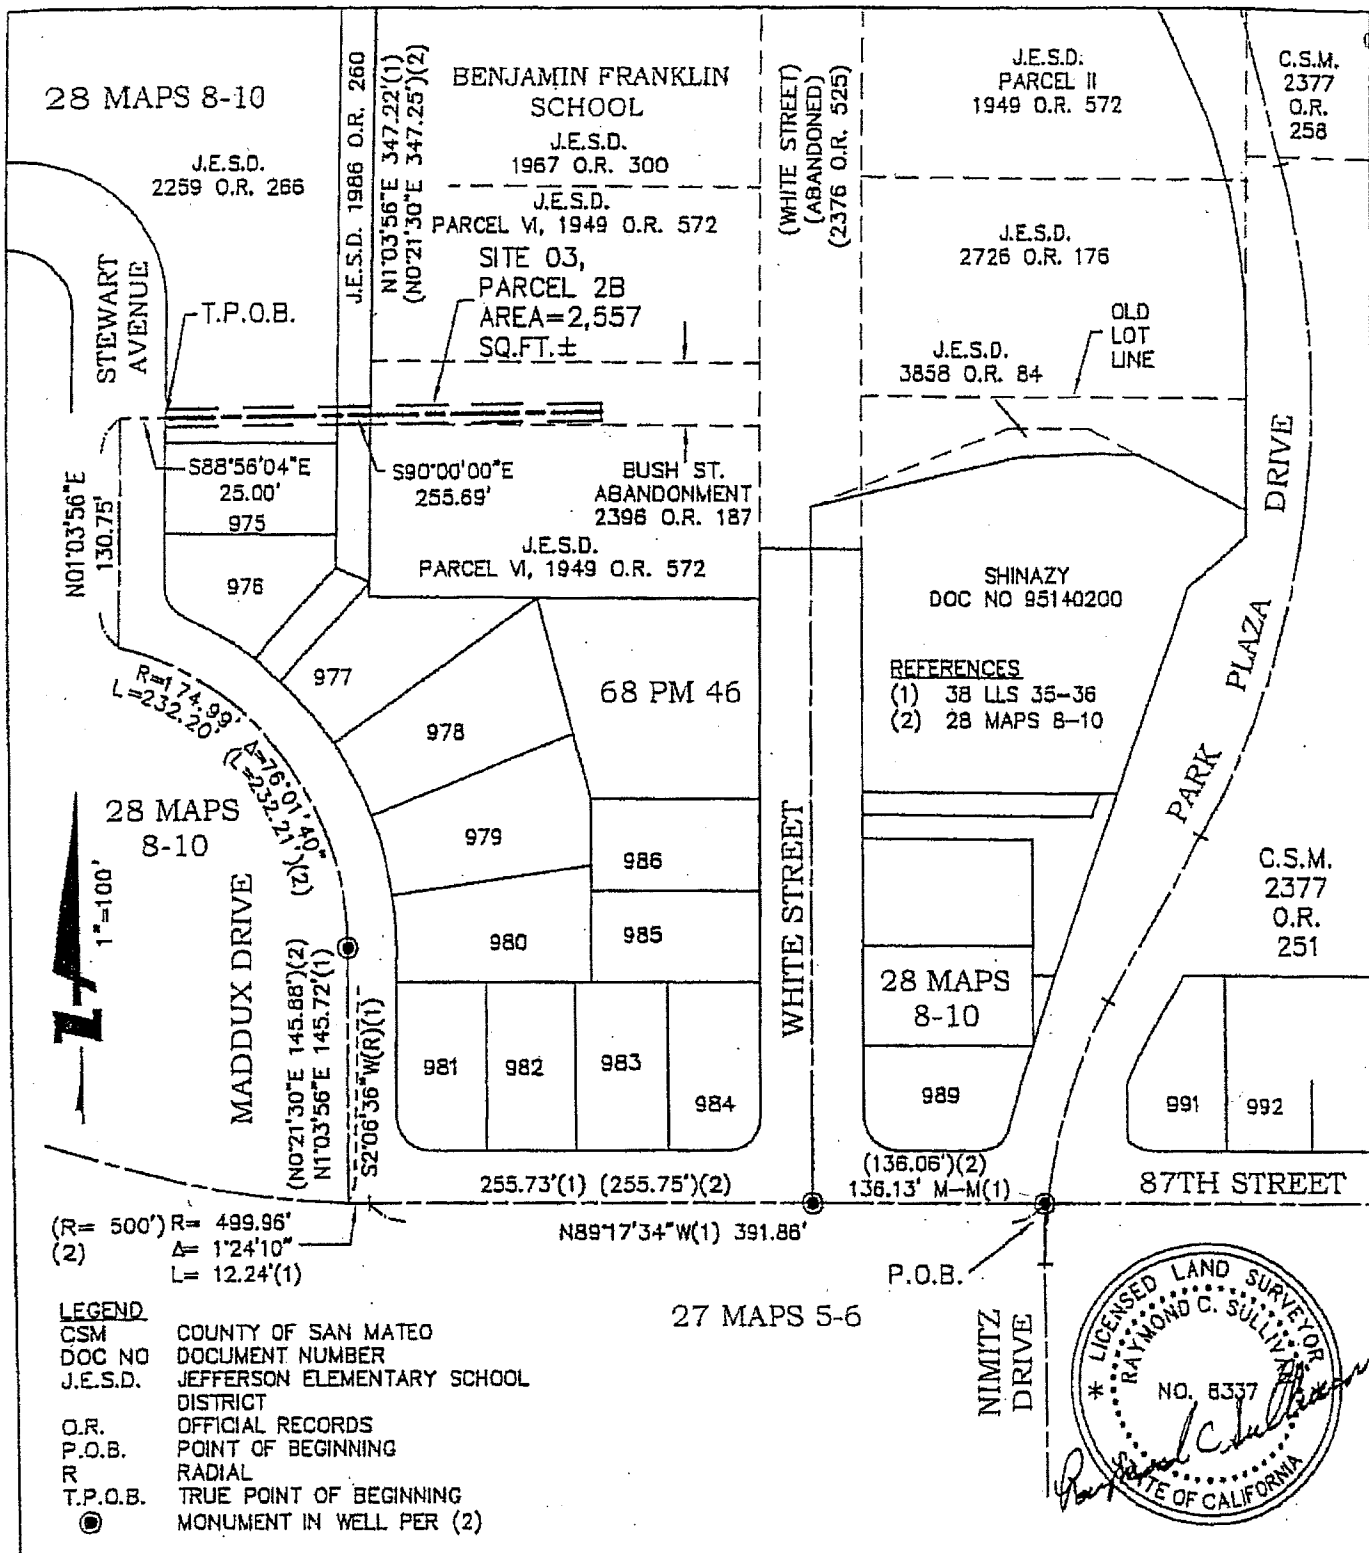 28 MAPS 8-10
J.E.S.D.
2259 O.R. 266
J.E.S.D. 1986 O.R. 260
N1°03'56"E 347.22'(1)
(N0°21'30"E 347.25')(2)
BENJAMIN FRANKLIN
SCHOOL
J.E.S.D.
1967 O.R. 300
J.E.S.D.
PARCEL VI, 1949 O.R. 572
SITE 03,
PARCEL 2B
AREA=2,557
SQ.FT.±
(WHITE STREET)
(ABANDONED)
(2376 O.R. 525)
J.E.S.D.
PARCEL II
1949 O.R. 572
C.S.M.
2377
O.R.
258
J.E.S.D.
2726 O.R. 176
OLD
LOT
LINE
J.E.S.D.
3858 O.R. 84
STEWART
AVENUE
T.P.O.B.
S88°56'04"E
25.00'
S90°00'00"E
255.69'
BUSH ST.
ABANDONMENT
2396 O.R. 187
J.E.S.D.
PARCEL VI, 1949 O.R. 572
N01°03'56"E
130.75'
975
976
977
978
979
980
981
982
983
984
985
986
68 PM 46
SHINAZY
DOC NO 95140200
REFERENCES
(1) 38 LLS 35-36
(2) 28 MAPS 8-10
PARK PLAZA DRIVE
R=174.99' Δ=76°01'40"
L=232.20' (L=232.21')(2)
28 MAPS
8-10
1"=100'
MADDUX DRIVE
(N0°21'30"E 145.88')(2)
N1°03'56"E 145.72'(1)
S2°06'36"W(R)(1)
WHITE STREET
28 MAPS
8-10
989
C.S.M.
2377
O.R.
251
991
992
255.73'(1) (255.75')(2)
(136.06')(2)
136.13' M-M(1)
87TH STREET
N89°17'34"W(1) 391.86'
(R= 500') R= 499.96'
(2) Δ= 1°24'10"
L= 12.24'(1)
P.O.B.
27 MAPS 5-6
NIMITZ
DRIVE
LEGEND
CSM COUNTY OF SAN MATEO
DOC NO DOCUMENT NUMBER
J.E.S.D. JEFFERSON ELEMENTARY SCHOOL
DISTRICT
O.R. OFFICIAL RECORDS
P.O.B. POINT OF BEGINNING
R RADIAL
T.P.O.B. TRUE POINT OF BEGINNING
MONUMENT IN WELL PER (2)
LICENSED LAND SURVEYOR
RAYMOND C. SULLIVAN
NO. 8337
STATE OF CALIFORNIA
Raymond C. Sullivan